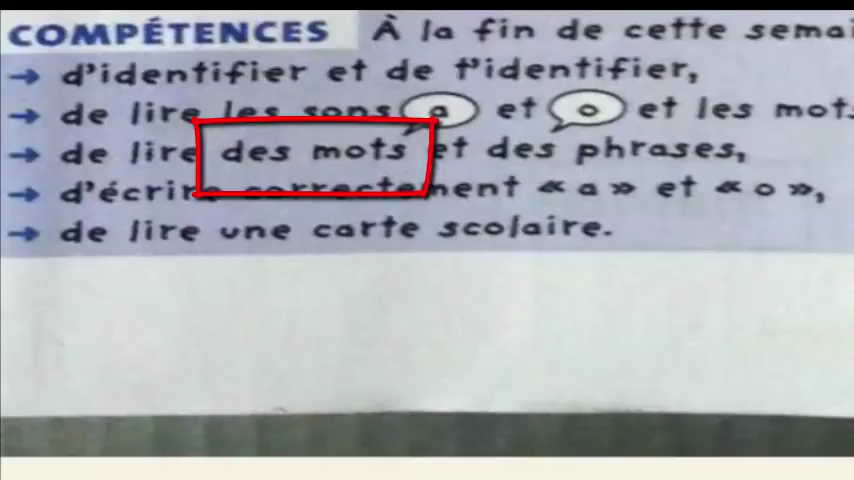 COMPÉTENCES À la fin de cette semai
→ d'identifier et de t'identifier,
→ de lire les sons a et o et les mots
→ de lire des mots et des phrases,
→ d'écrire correctement « a » et « o »,
→ de lire une carte scolaire.